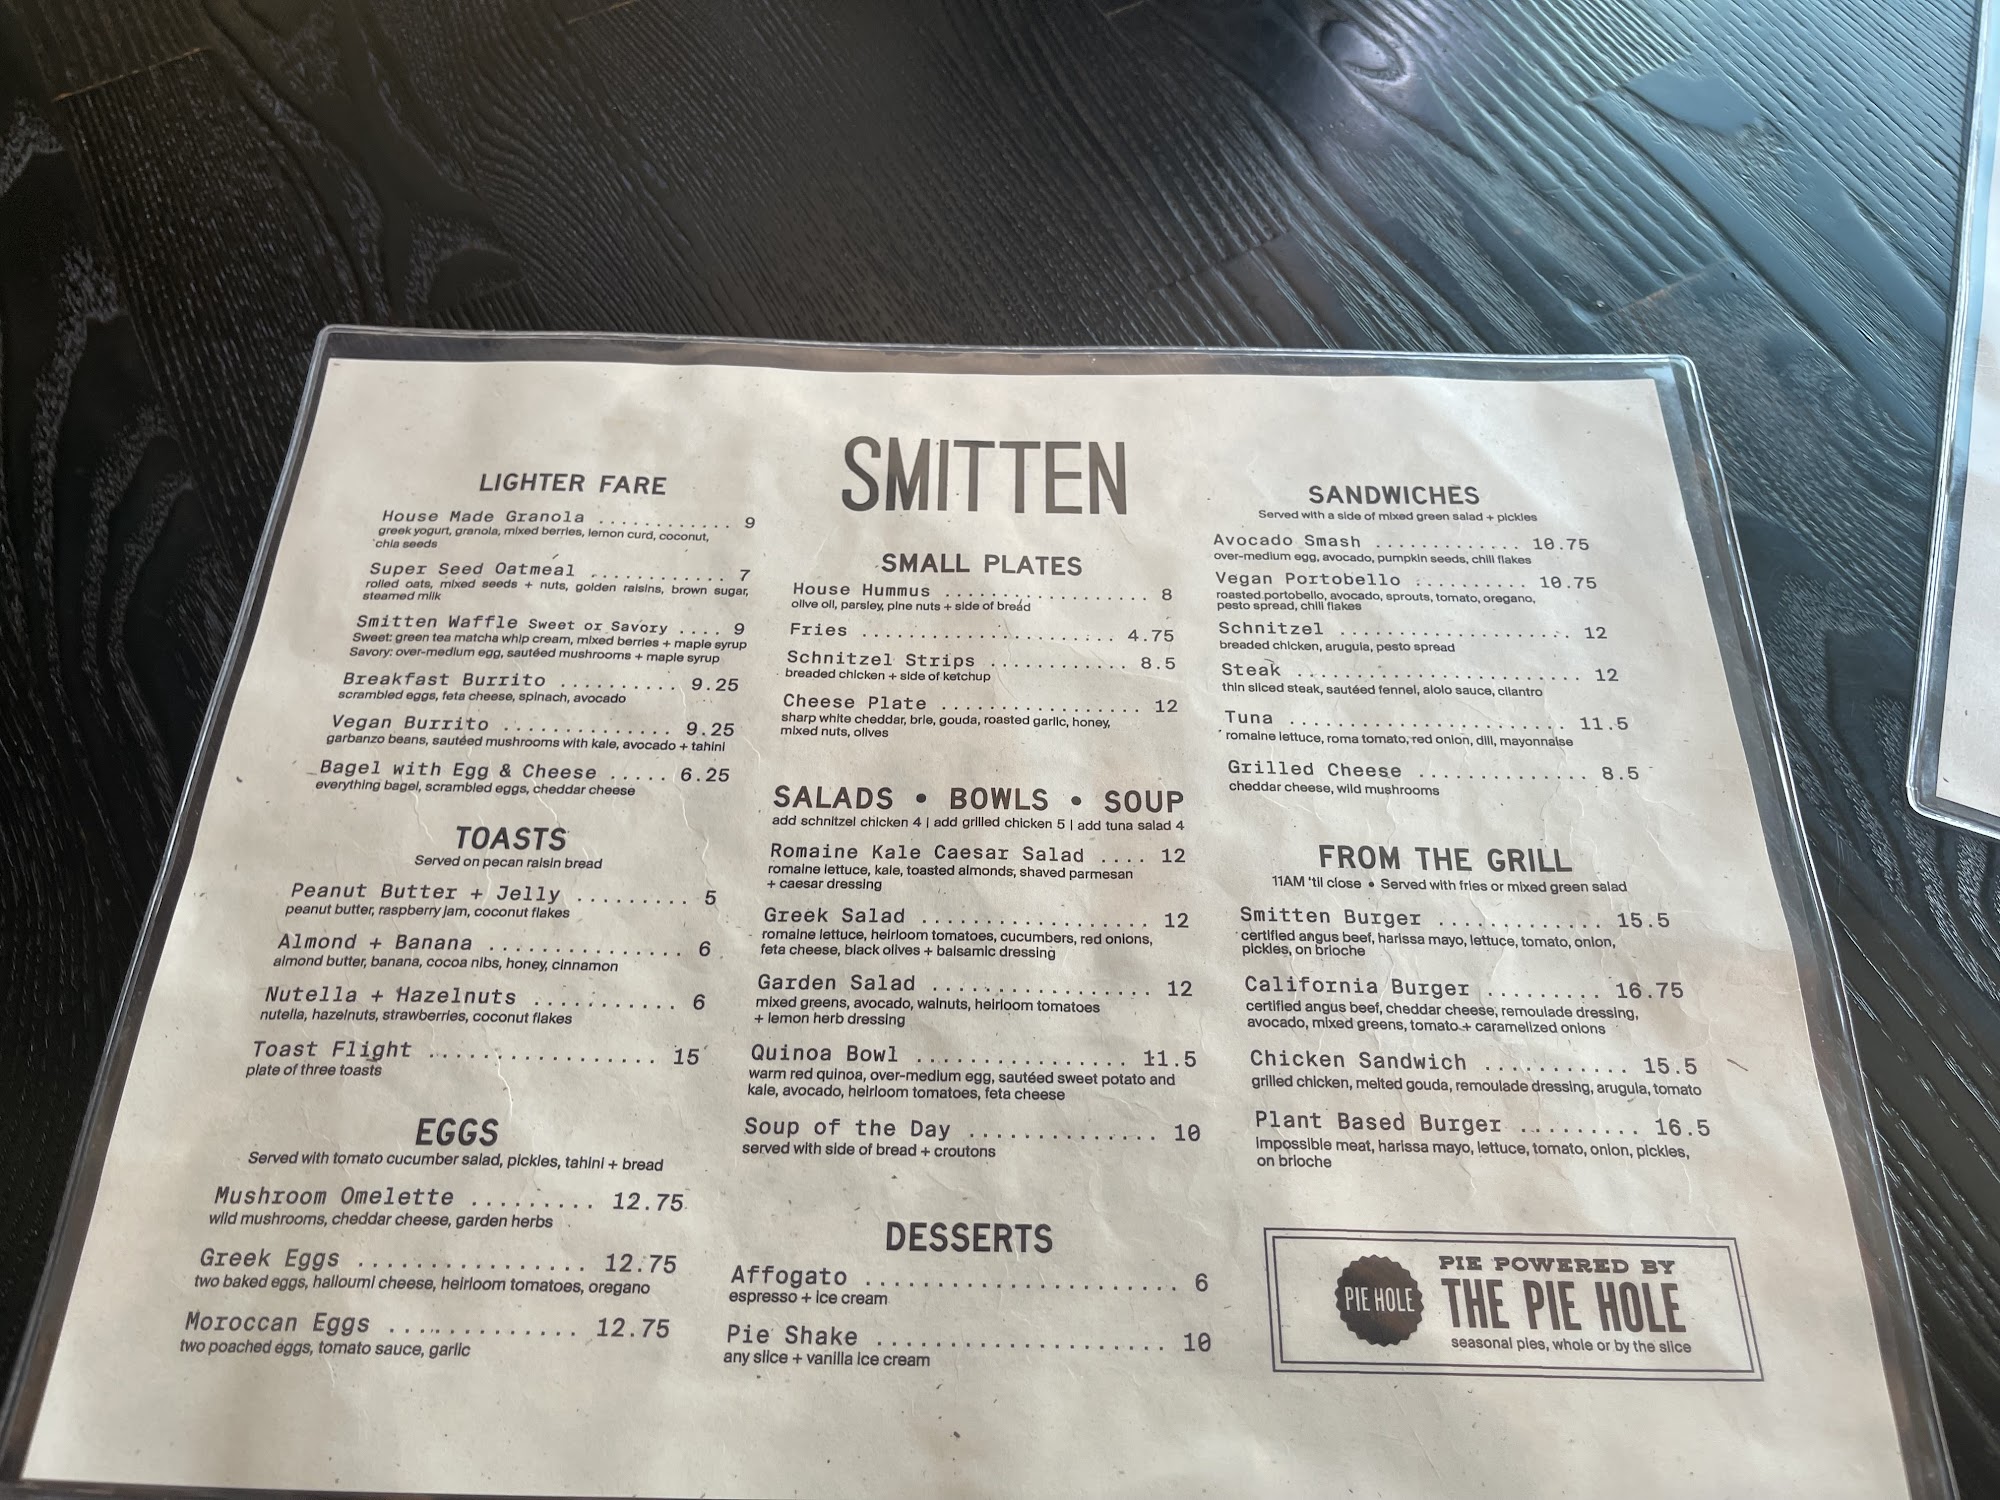 SMITTEN
LIGHTER FARE
House Made Granola ............ 9
greek yogurt, granola, mixed berries, lemon curd, coconut,
chia seeds
Super Seed Oatmeal ............ 7
rolled oats, mixed seeds + nuts, golden raisins, brown sugar,
steamed milk
Smitten Waffle Sweet or Savory .... 9
Sweet: green tea matcha whip cream, mixed berries + maple syrup
Savory: over-medium egg, sautéed mushrooms + maple syrup
Breakfast Burrito .......... 9.25
scrambled eggs, feta cheese, spinach, avocado
Vegan Burrito .............. 9.25
garbanzo beans, sautéed mushrooms with kale, avocado + tahini
Bagel with Egg & Cheese ..... 6.25
everything bagel, scrambled eggs, cheddar cheese
TOASTS
Served on pecan raisin bread
Peanut Butter + Jelly ......... 5
peanut butter, raspberry jam, coconut flakes
Almond + Banana .............. 6
almond butter, banana, cocoa nibs, honey, cinnamon
Nutella + Hazelnuts ........... 6
nutella, hazelnuts, strawberries, coconut flakes
Toast Flight .................. 15
plate of three toasts
EGGS
Served with tomato cucumber salad, pickles, tahini + bread
Mushroom Omelette ......... 12.75
wild mushrooms, cheddar cheese, garden herbs
Greek Eggs ................ 12.75
two baked eggs, halloumi cheese, heirloom tomatoes, oregano
Moroccan Eggs ............. 12.75
two poached eggs, tomato sauce, garlic
SMALL PLATES
House Hummus .................. 8
olive oil, parsley, pine nuts + side of bread
Fries ....................... 4.75
Schnitzel Strips ............ 8.5
breaded chicken + side of ketchup
Cheese Plate ................. 12
sharp white cheddar, brie, gouda, roasted garlic, honey,
mixed nuts, olives
SALADS • BOWLS • SOUP
add schnitzel chicken 4 | add grilled chicken 5 | add tuna salad 4
Romaine Kale Caesar Salad .... 12
romaine lettuce, kale, toasted almonds, shaved parmesan
+ caesar dressing
Greek Salad .................. 12
romaine lettuce, heirloom tomatoes, cucumbers, red onions,
feta cheese, black olives + balsamic dressing
Garden Salad ................. 12
mixed greens, avocado, walnuts, heirloom tomatoes
+ lemon herb dressing
Quinoa Bowl ................ 11.5
warm red quinoa, over-medium egg, sautéed sweet potato and
kale, avocado, heirloom tomatoes, feta cheese
Soup of the Day .............. 10
served with side of bread + croutons
DESSERTS
Affogato ...................... 6
espresso + ice cream
Pie Shake .................... 10
any slice + vanilla ice cream
SANDWICHES
Served with a side of mixed green salad + pickles
Avocado Smash ............. 10.75
over-medium egg, avocado, pumpkin seeds, chili flakes
Vegan Portobello .......... 10.75
roasted portobello, avocado, sprouts, tomato, oregano,
pesto spread, chili flakes
Schnitzel .................... 12
breaded chicken, arugula, pesto spread
Steak ........................ 12
thin sliced steak, sautéed fennel, aiolo sauce, cilantro
Tuna ....................... 11.5
romaine lettuce, roma tomato, red onion, dill, mayonnaise
Grilled Cheese .............. 8.5
cheddar cheese, wild mushrooms
FROM THE GRILL
11AM 'til close • Served with fries or mixed green salad
Smitten Burger ............ 15.5
certified angus beef, harissa mayo, lettuce, tomato, onion,
pickles, on brioche
California Burger ......... 16.75
certified angus beef, cheddar cheese, remoulade dressing,
avocado, mixed greens, tomato + caramelized onions
Chicken Sandwich ........... 15.5
grilled chicken, melted gouda, remoulade dressing, arugula, tomato
Plant Based Burger ......... 16.5
impossible meat, harissa mayo, lettuce, tomato, onion, pickles,
on brioche
PIE HOLE
PIE POWERED BY
THE PIE HOLE
seasonal pies, whole or by the slice